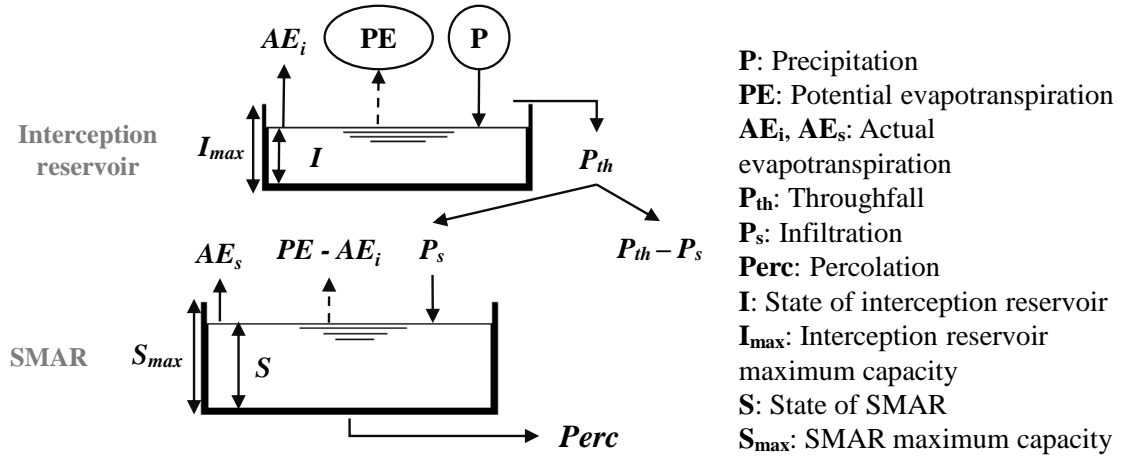 AEi
PE
P
Interception
reservoir
Imax
I
Pth
AEs
PE - AEi
Ps
Pth – Ps
SMAR
Smax
S
Perc
P: Precipitation
PE: Potential evapotranspiration
AEi, AEs: Actual
evapotranspiration
Pth: Throughfall
Ps: Infiltration
Perc: Percolation
I: State of interception reservoir
Imax: Interception reservoir
maximum capacity
S: State of SMAR
Smax: SMAR maximum capacity